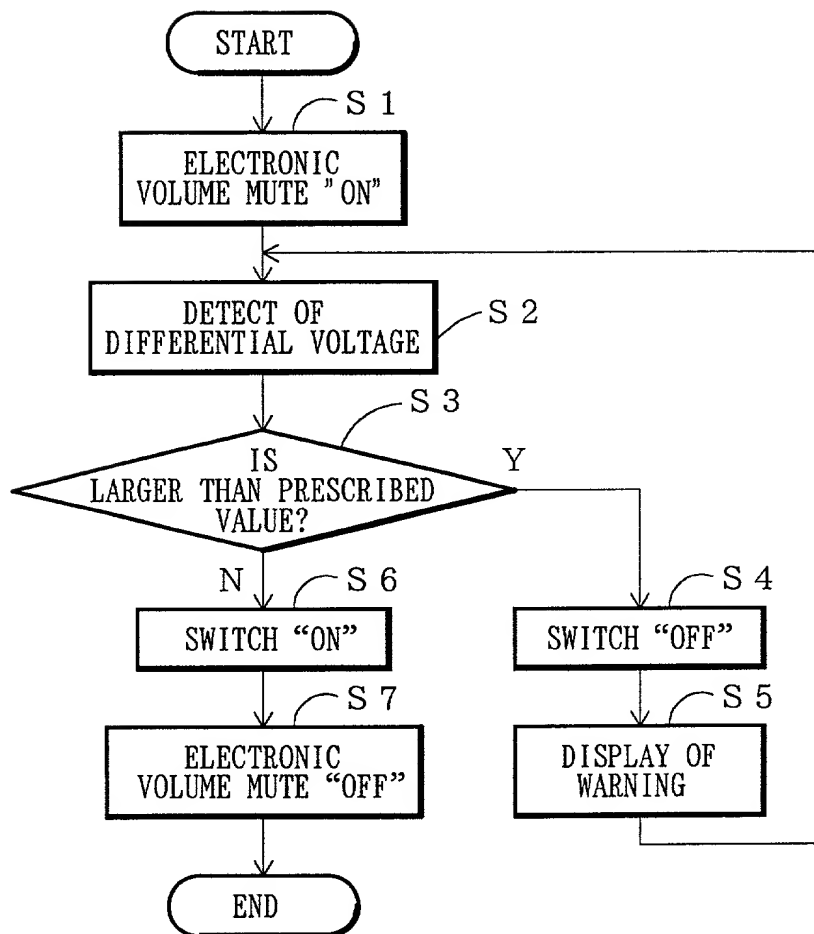 START
S 1
ELECTRONIC
VOLUME MUTE "ON"
DETECT OF
DIFFERENTIAL VOLTAGE
S 2
S 3
IS
LARGER THAN PRESCRIBED
VALUE?
Y
N
S 6
SWITCH “ON”
S 4
SWITCH “OFF”
S 7
ELECTRONIC
VOLUME MUTE “OFF”
S 5
DISPLAY OF
WARNING
END